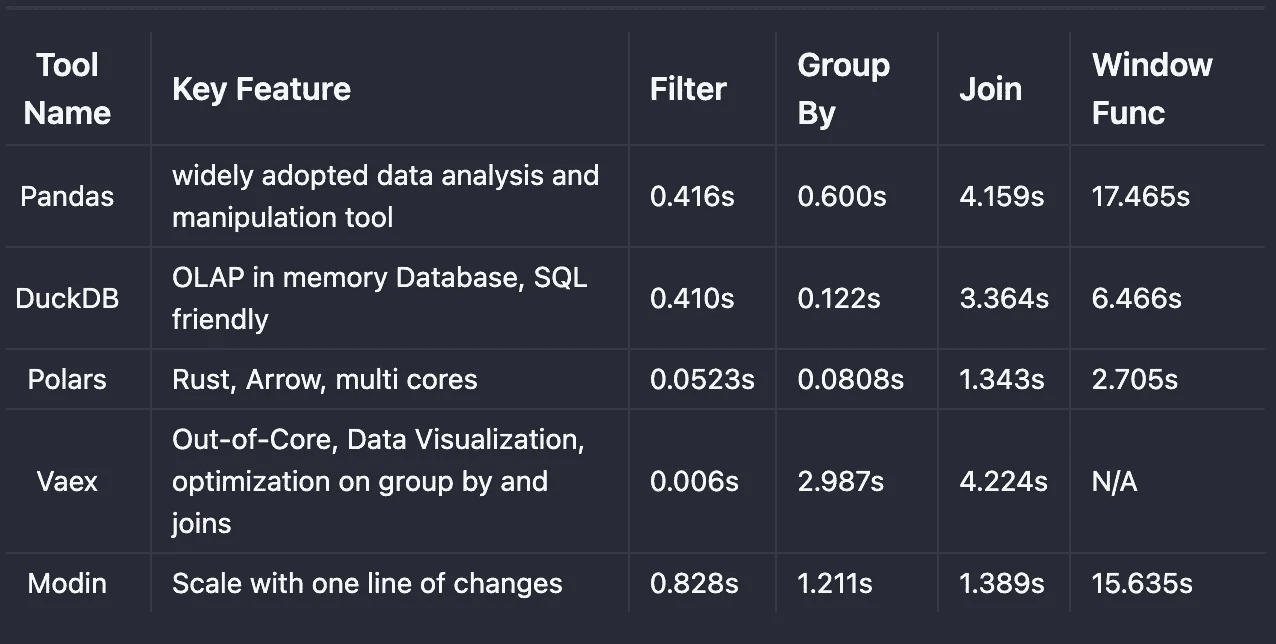 Tool Name Key Feature Filter Group By Join Window Func
Pandas widely adopted data analysis and manipulation tool 0.416s 0.600s 4.159s 17.465s
DuckDB OLAP in memory Database, SQL friendly 0.410s 0.122s 3.364s 6.466s
Polars Rust, Arrow, multi cores 0.0523s 0.0808s 1.343s 2.705s
Vaex Out-of-Core, Data Visualization, optimization on group by and joins 0.006s 2.987s 4.224s N/A
Modin Scale with one line of changes 0.828s 1.211s 1.389s 15.635s